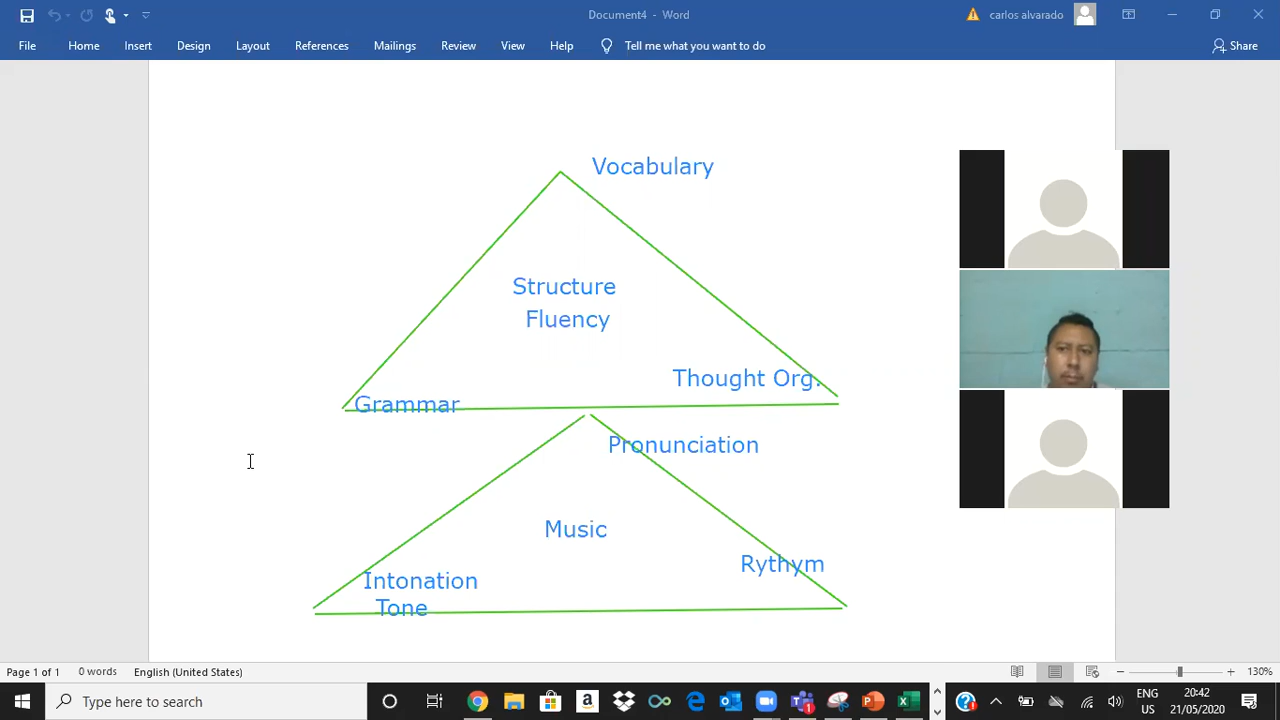 Document4 - Word
carlos alvarado
File Home Insert Design Layout References Mailings Review View Help Tell me what you want to do Share
Vocabulary
Structure
Fluency
Thought Org.
Grammar
Pronunciation
Music
Rythym
Intonation
Tone
Page 1 of 1 0 words English (United States) 130%
Type here to search
ENG 20:42
US 21/05/2020